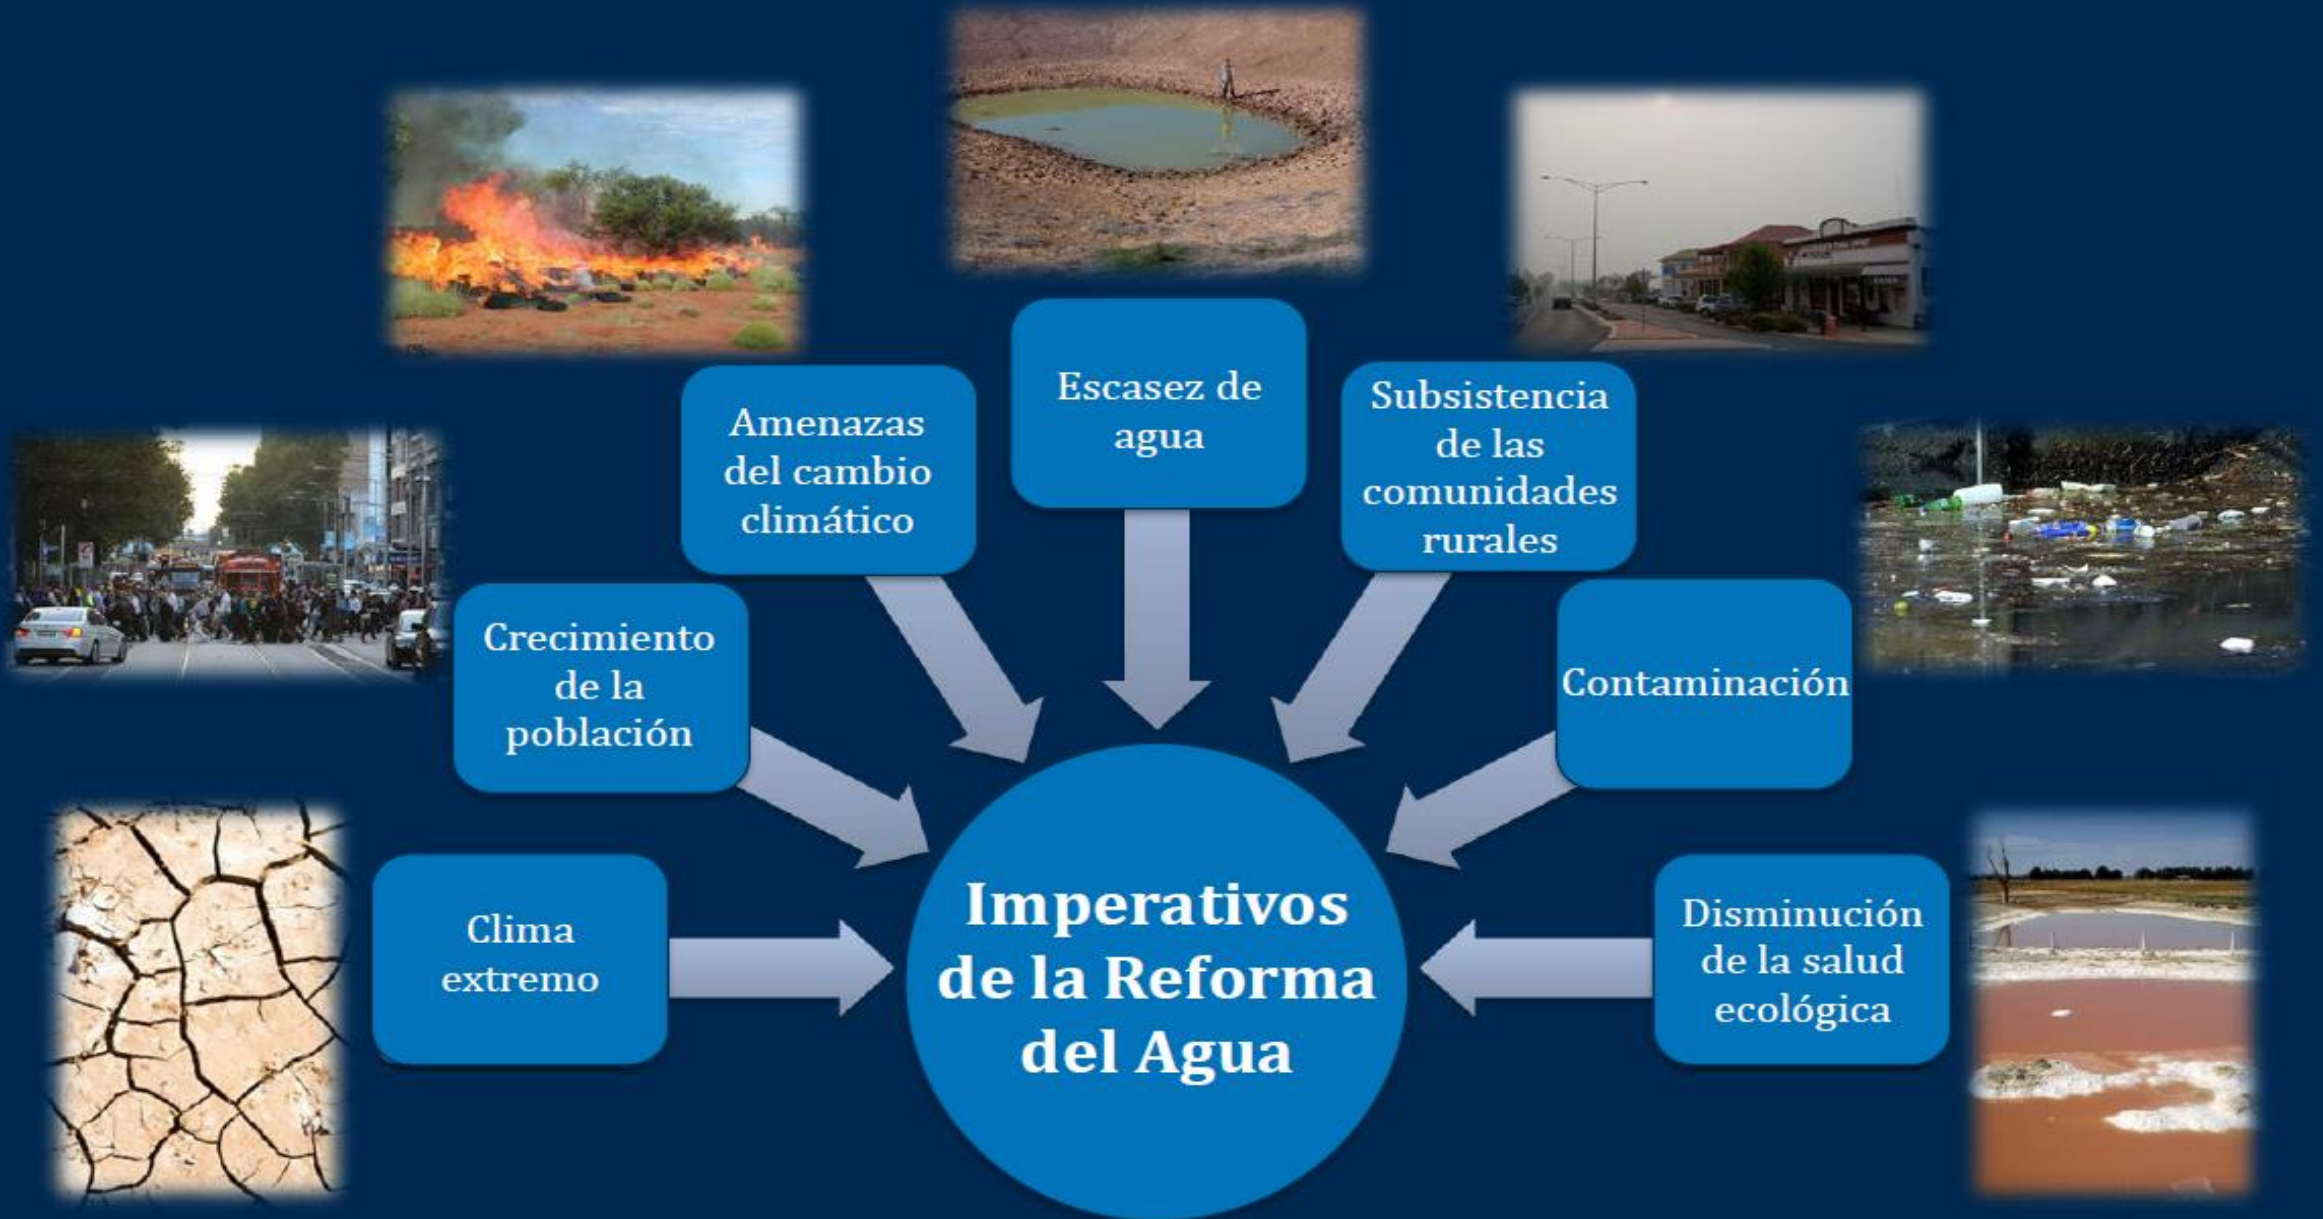 Escasez de
agua
Amenazas
del cambio
climático
Subsistencia
de las
comunidades
rurales
Crecimiento
de la
población
Contaminación
Clima
extremo
Imperativos
de la Reforma
del Agua
Disminución
de la salud
ecológica